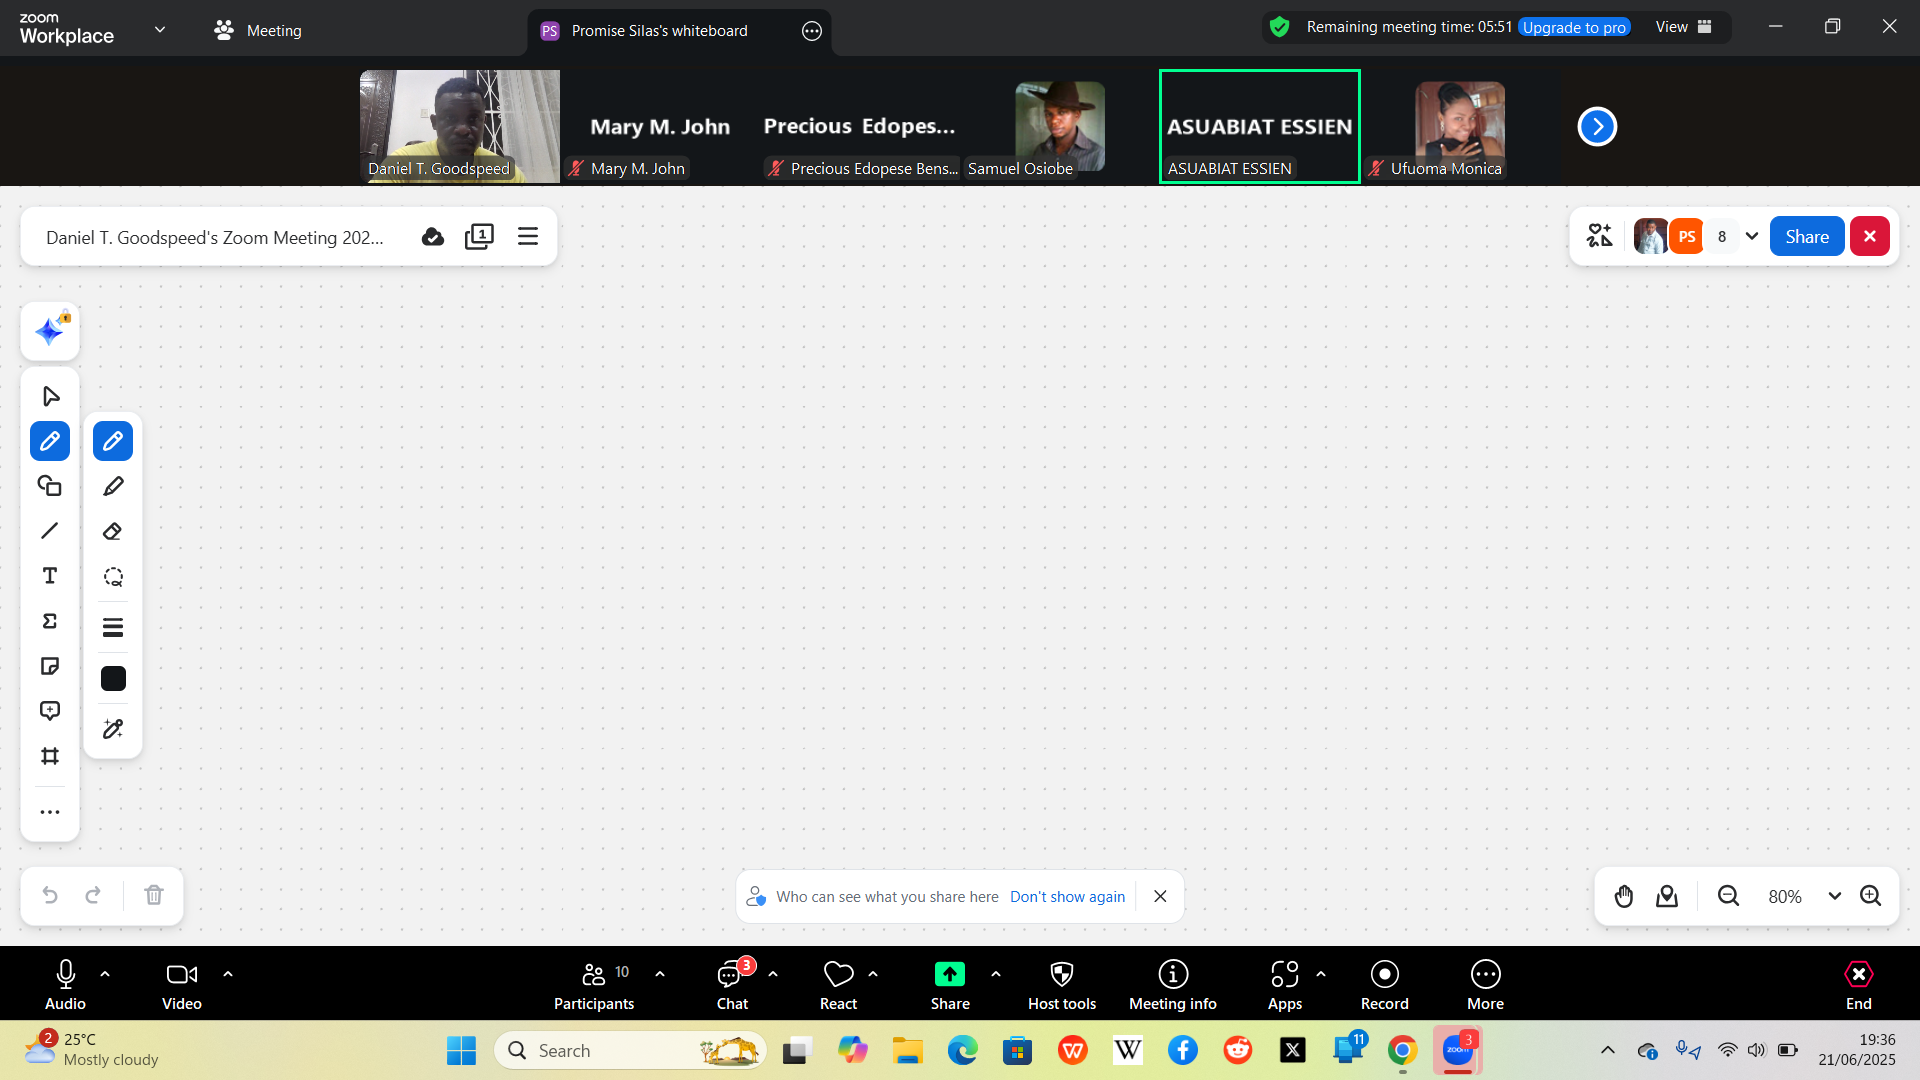 zoom
Workplace
Meeting
PS Promise Silas's whiteboard
Remaining meeting time: 05:51 Upgrade to pro
View
Daniel T. Goodspeed
Mary M. John
Mary M. John
Precious Edopes...
Precious Edopese Bens...
Samuel Osiobe
ASUABIAT ESSIEN
ASUABIAT ESSIEN
Ufuoma Monica
Daniel T. Goodspeed's Zoom Meeting 202...
1
PS
8
Share
T
Σ
Who can see what you share here Don't show again
80%
Audio
Video
10
Participants
3
Chat
React
Share
Host tools
Meeting info
Apps
Record
More
End
2
25°C
Mostly cloudy
Search
W
11
zoom
3
19:36
21/06/2025